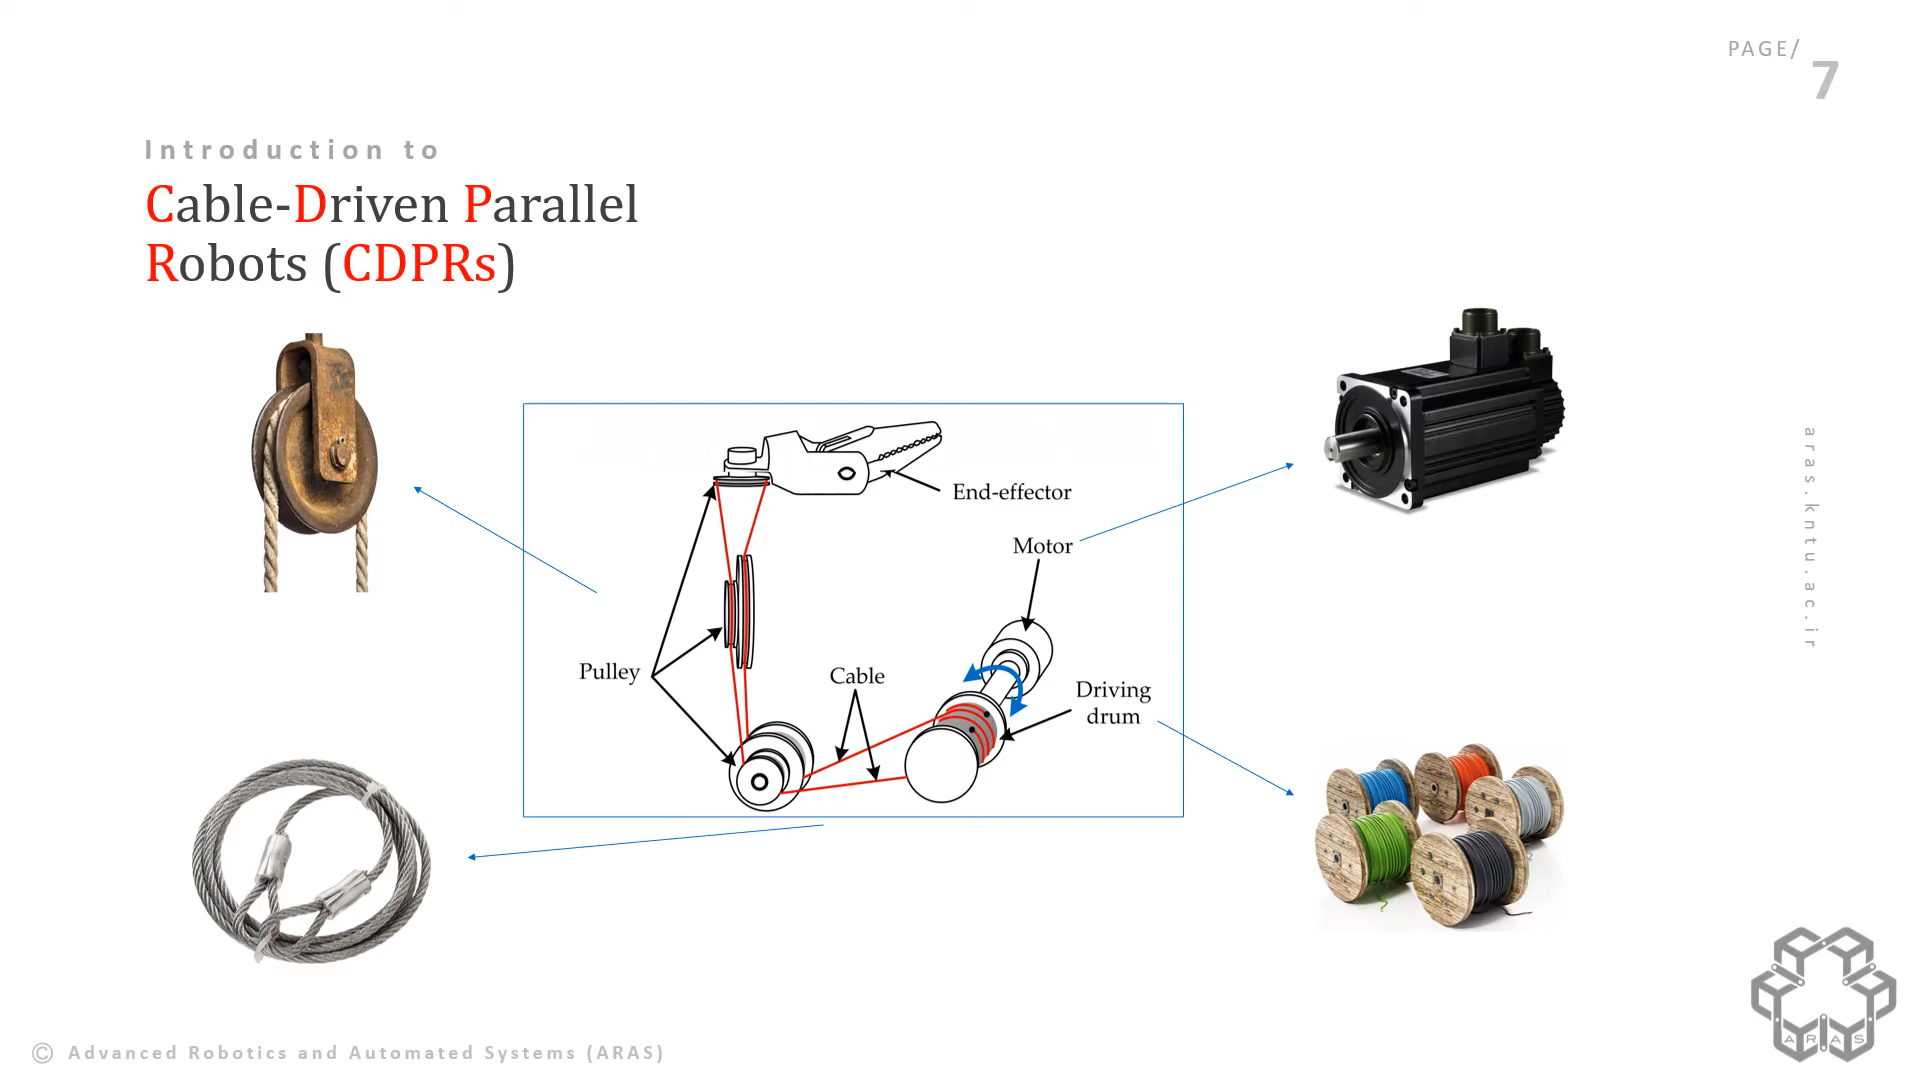 PAGE/
7
Introduction to
Cable-Driven Parallel
Robots (CDPRs)
End-effector
Motor
Pulley
Cable
Driving
drum
aras.kntu.ac.ir
ARAS
© Advanced Robotics and Automated Systems (ARAS)